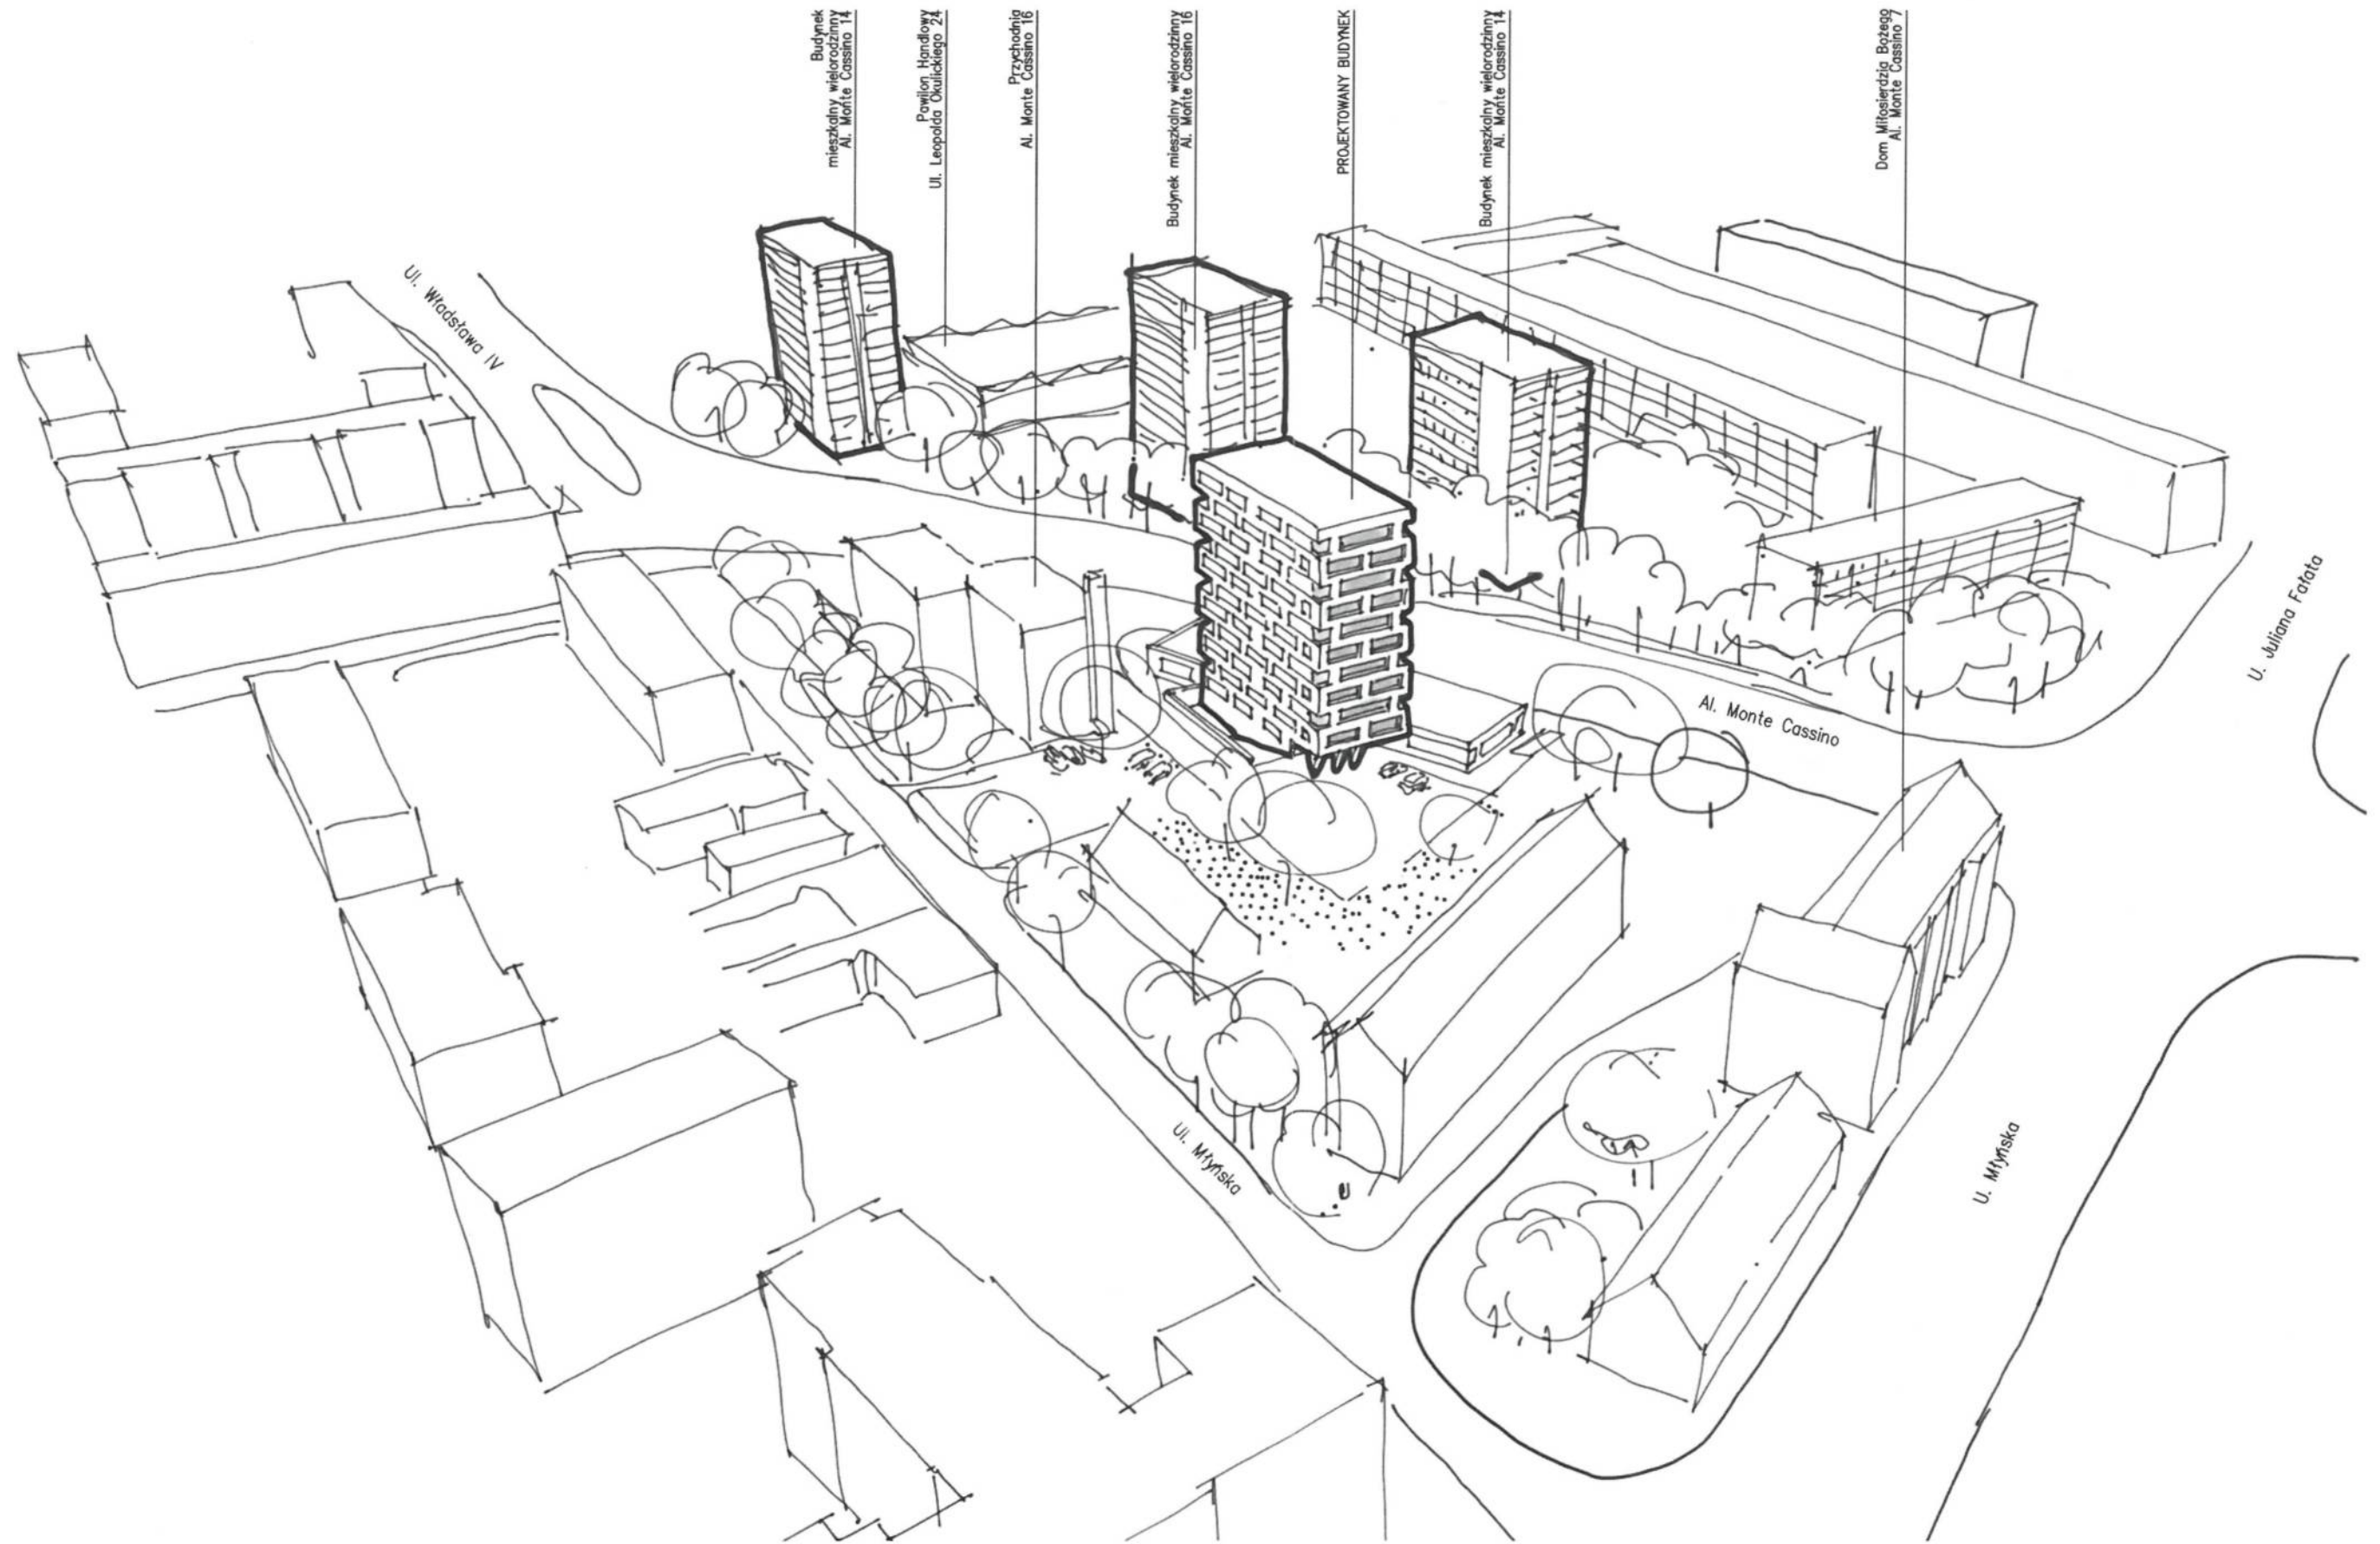 Budynek
mieszkalny wielorodzinny
Al. Monte Cassino 14
Pawilon Handlowy
Ul. Leopolda Okulickiego 24
Przychodnia
Al. Monte Cassino 16
Budynek mieszkalny wielorodzinny
Al. Monte Cassino 16
PROJEKTOWANY BUDYNEK
Budynek mieszkalny wielorodzinny
Al. Monte Cassino 14
Dom Miłosierdzia Bożego
Al. Monte Cassino 7
Ul. Władsława IV
U. Juliana Fałata
Al. Monte Cassino
Ul. Młyńska
U. Młyńska